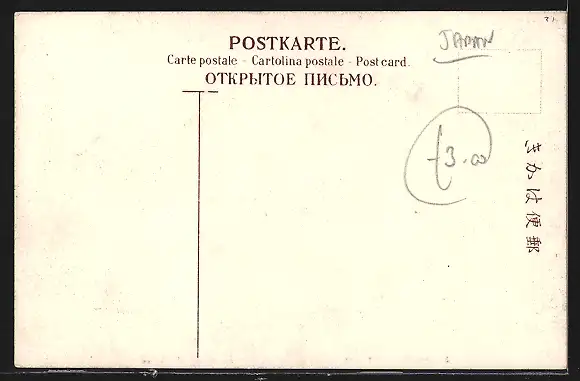 POSTKARTE.
Carte postale - Cartolina postale - Post card.
ОТКРЫТОЕ ПИСЬМО.
JAPAN
£3.00
きかは便郵